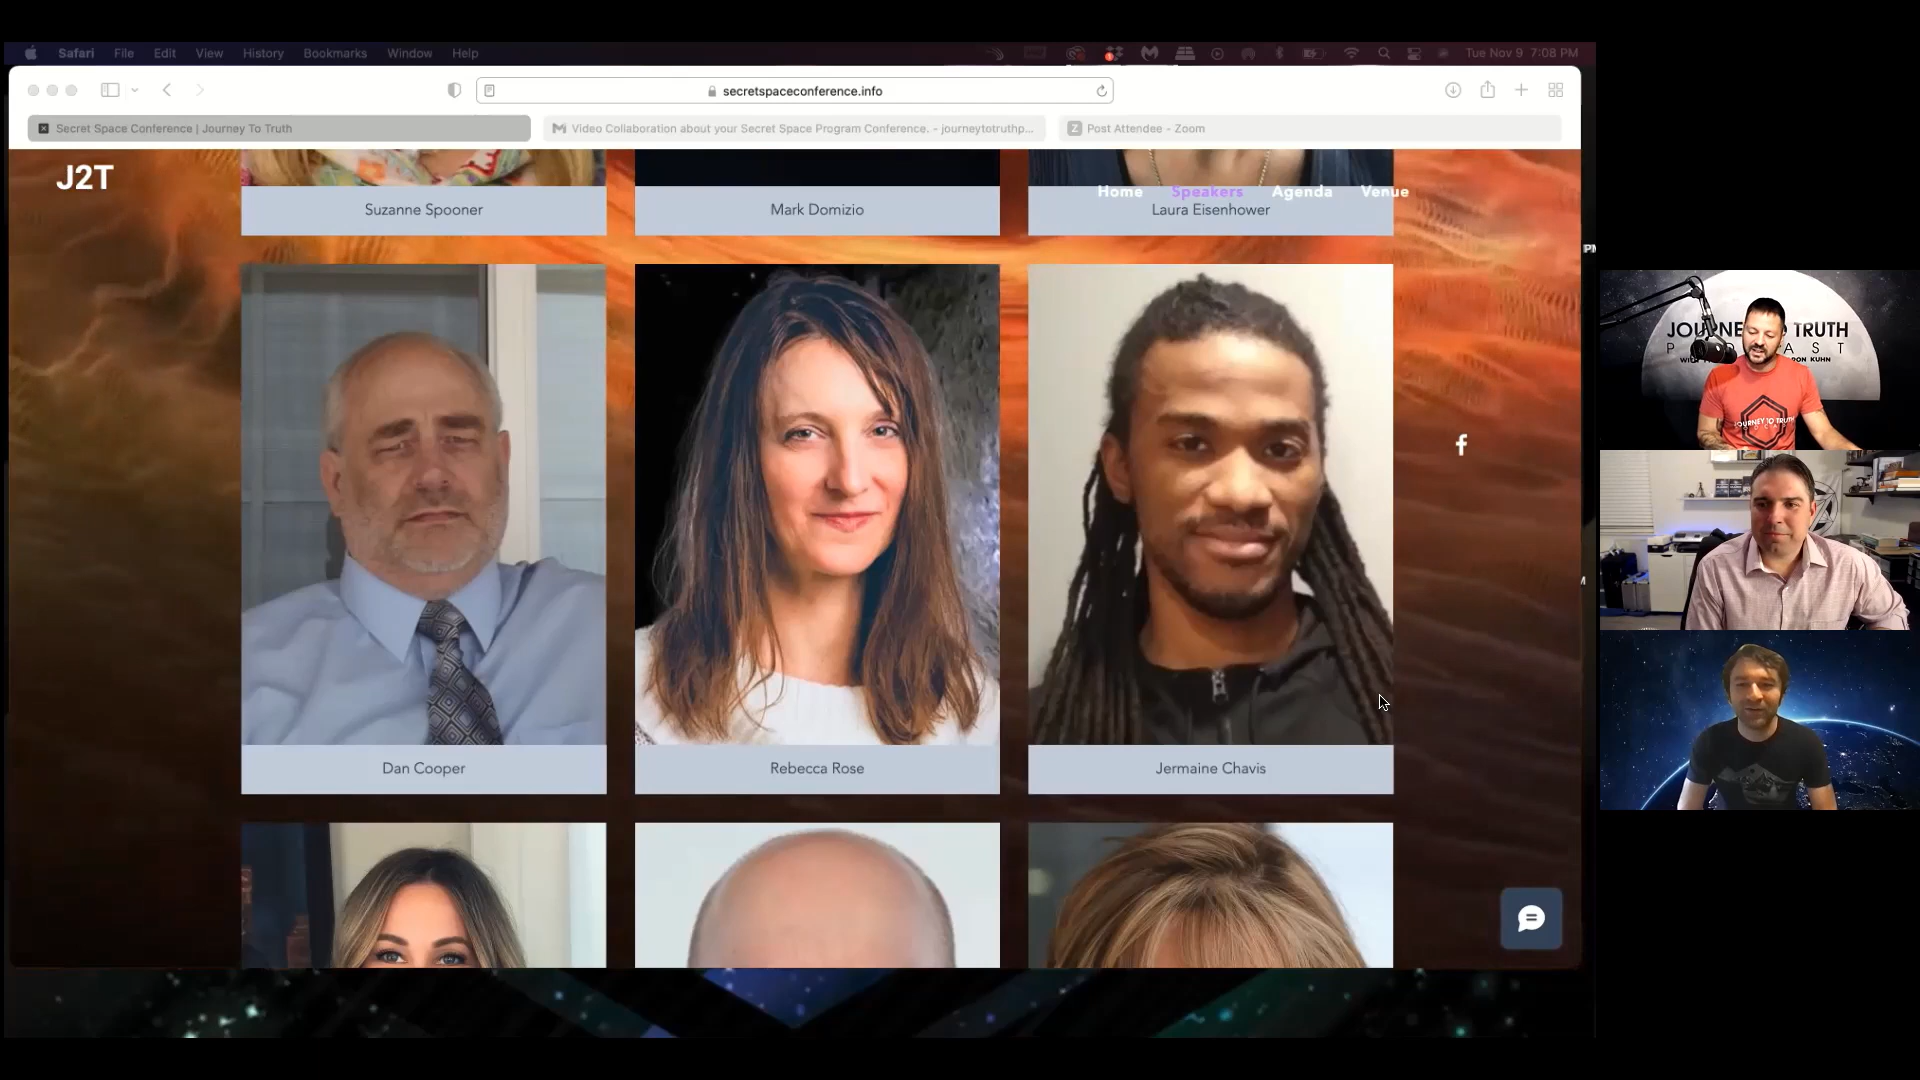 Safari File Edit View History Bookmarks Window Help
Tue Nov 9 7:08 PM
secretspaceconference.info
Secret Space Conference | Journey To Truth
Video Collaboration about your Secret Space Program Conference. - journeytotruthp...
Z Post Attendee - Zoom
J2T
Home Speakers Agenda Venue
Suzanne Spooner
Mark Domizio
Laura Eisenhower
Dan Cooper
Rebecca Rose
Jermaine Chavis
TRUTH